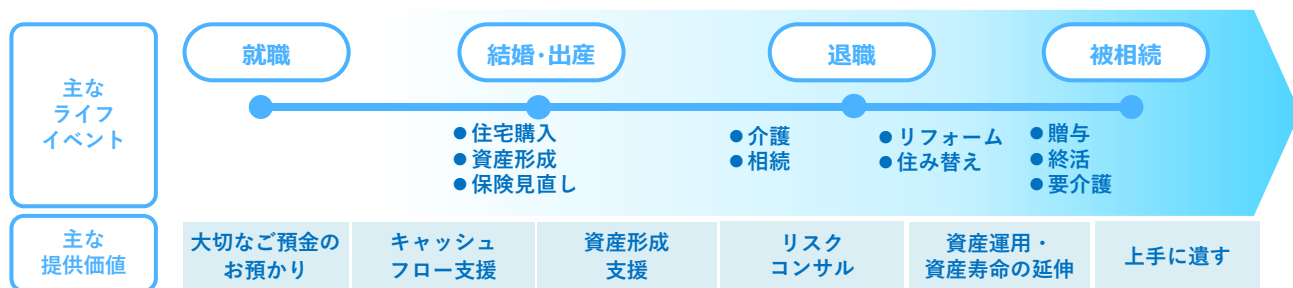 主な
ライフ
イベント
就職
結婚・出産
退職
被相続
●住宅購入
●資産形成
●保険見直し
●介護
●相続
●リフォーム
●住み替え
●贈与
●終活
●要介護
主な
提供価値
大切なご預金の
お預かり
キャッシュ
フロー支援
資産形成
支援
リスク
コンサル
資産運用・
資産寿命の延伸
上手に遺す